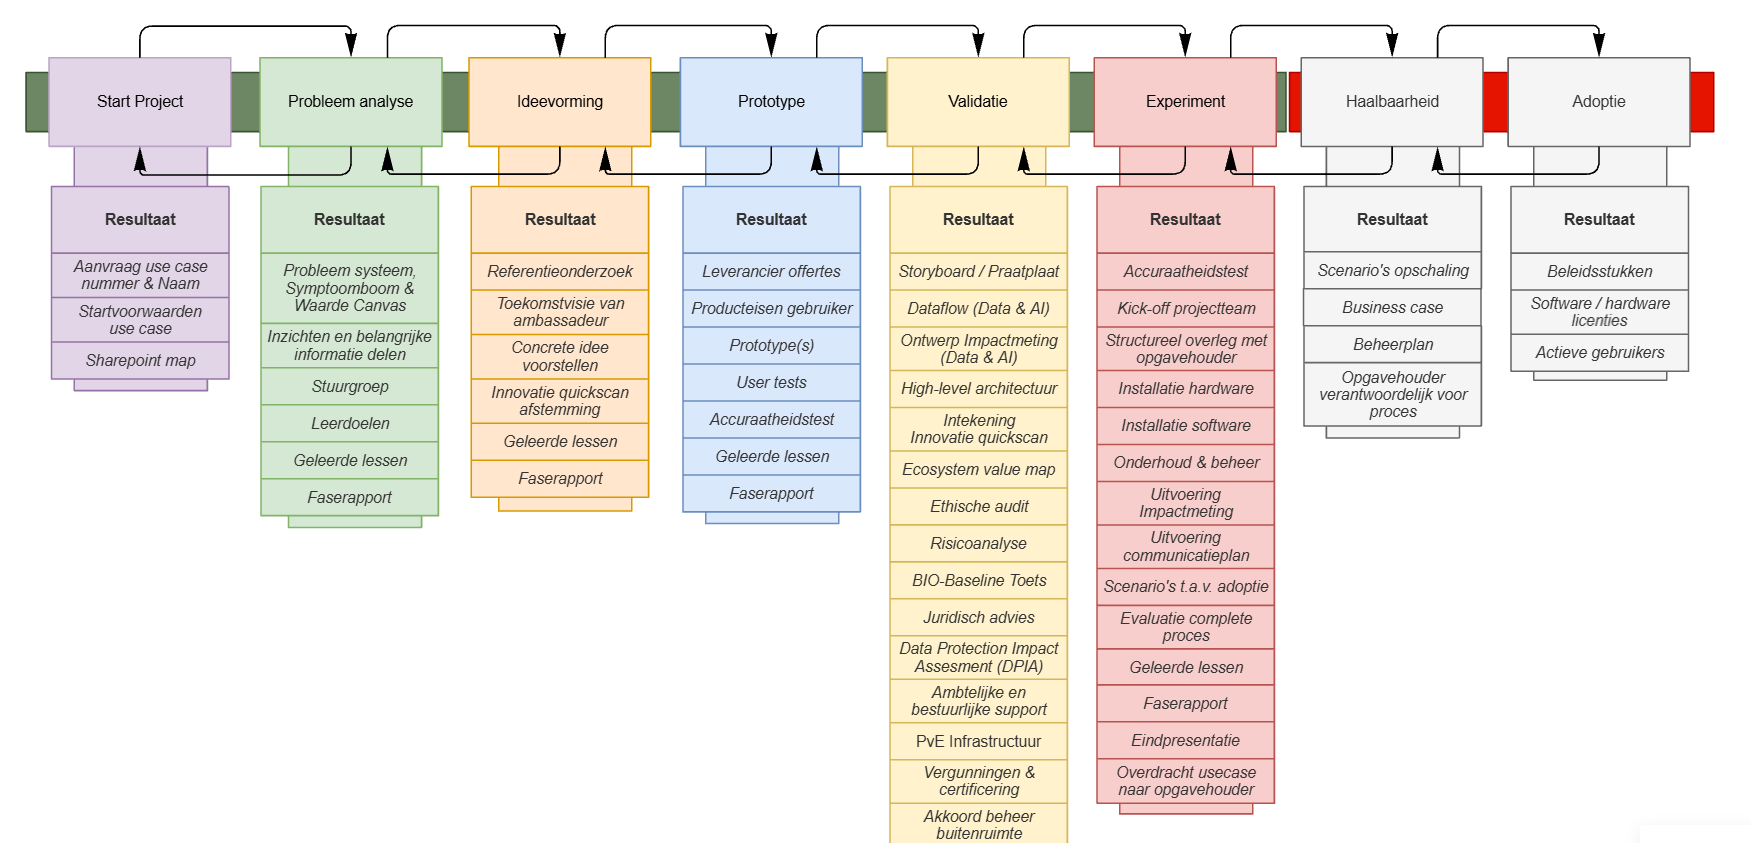 Start Project
Probleem analyse
Ideevorming
Prototype
Validatie
Experiment
Haalbaarheid
Adoptie
Resultaat
Aanvraag use case
nummer & Naam
Startvoorwaarden
use case
Sharepoint map
Resultaat
Probleem systeem,
Symptoomboom &
Waarde Canvas
Inzichten en belangrijke
informatie delen
Stuurgroep
Leerdoelen
Geleerde lessen
Faserapport
Resultaat
Referentieonderzoek
Toekomstvisie van
ambassadeur
Concrete idee
voorstellen
Innovatie quickscan
afstemming
Geleerde lessen
Faserapport
Resultaat
Leverancier offertes
Producteisen gebruiker
Prototype(s)
User tests
Accuraatheidstest
Geleerde lessen
Faserapport
Resultaat
Storyboard / Praatplaat
Dataflow (Data & AI)
Ontwerp Impactmeting
(Data & AI)
High-level architectuur
Intekening
Innovatie quickscan
Ecosystem value map
Ethische audit
Risicoanalyse
BIO-Baseline Toets
Juridisch advies
Data Protection Impact
Assesment (DPIA)
Ambtelijke en
bestuurlijke support
PvE Infrastructuur
Vergunningen &
certificering
Akkoord beheer
buitenruimte
Resultaat
Accuraatheidstest
Kick-off projectteam
Structureel overleg met
opgavehouder
Installatie hardware
Installatie software
Onderhoud & beheer
Uitvoering
Impactmeting
Uitvoering
communicatieplan
Scenario's t.a.v. adoptie
Evaluatie complete
proces
Geleerde lessen
Faserapport
Eindpresentatie
Overdracht usecase
naar opgavehouder
Resultaat
Scenario's opschaling
Business case
Beheerplan
Opgavehouder
verantwoordelijk voor
proces
Resultaat
Beleidsstukken
Software / hardware
licenties
Actieve gebruikers